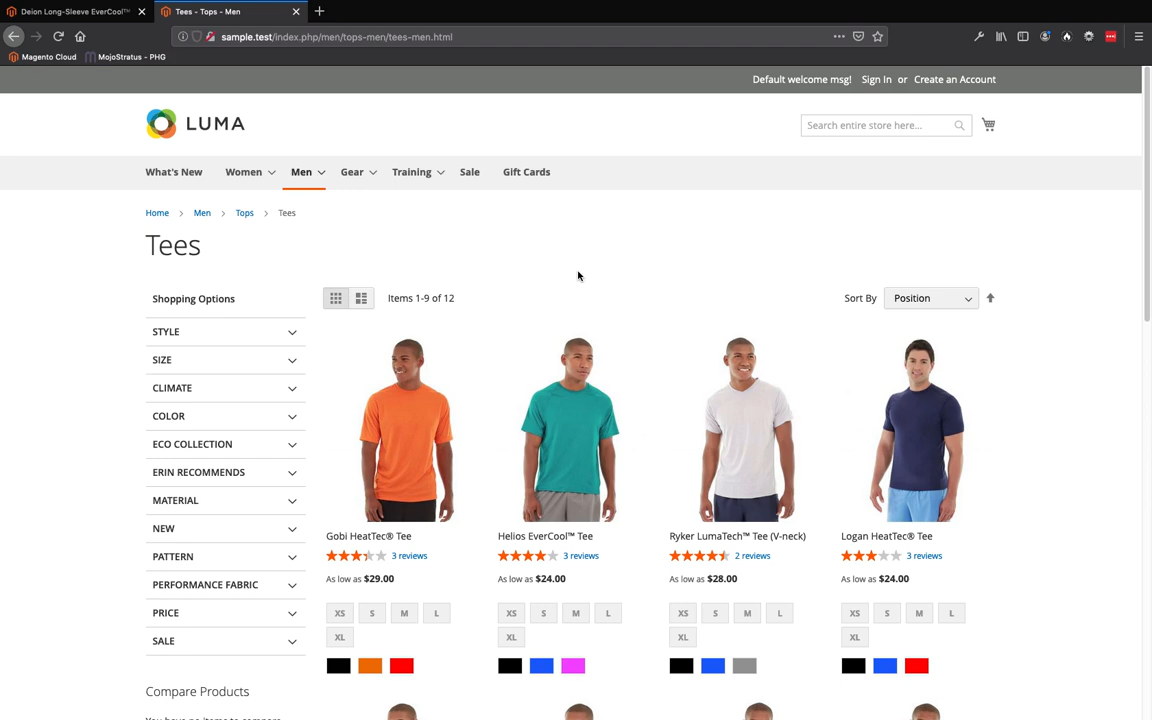 Deion Long-Sleeve EverCool™
Tees - Tops - Men
sample.test/index.php/men/tops-men/tees-men.html
Magento Cloud MojoStratus - PHG
Default welcome msg! Sign In or Create an Account
LUMA
Search entire store here...
What's New Women Men Gear Training Sale Gift Cards
Home > Men > Tops > Tees
Tees
Shopping Options
Items 1-9 of 12
Sort By Position
STYLE
SIZE
CLIMATE
COLOR
ECO COLLECTION
ERIN RECOMMENDS
MATERIAL
NEW
PATTERN
PERFORMANCE FABRIC
PRICE
SALE
Compare Products
You have no items to compare.
Gobi HeatTec® Tee
3 reviews
As low as $29.00
XS S M L
XL
Helios EverCool™ Tee
3 reviews
As low as $24.00
XS S M L
XL
Ryker LumaTech™ Tee (V-neck)
2 reviews
As low as $28.00
XS S M L
XL
Logan HeatTec® Tee
3 reviews
As low as $24.00
XS S M L
XL